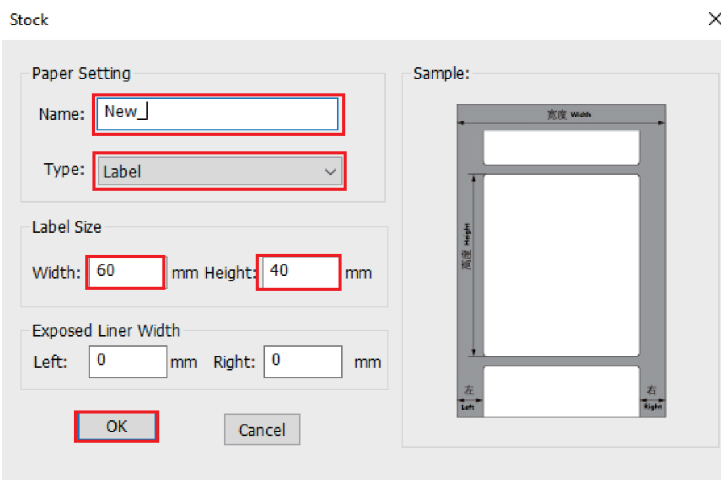 Stock
Paper Setting
Name: New_
Type: Label
Label Size
Width: 60 mm Height: 40 mm
Exposed Liner Width
Left: 0 mm Right: 0 mm
OK Cancel
Sample:
宽度 Width
高度 Height
左 右
Left Right